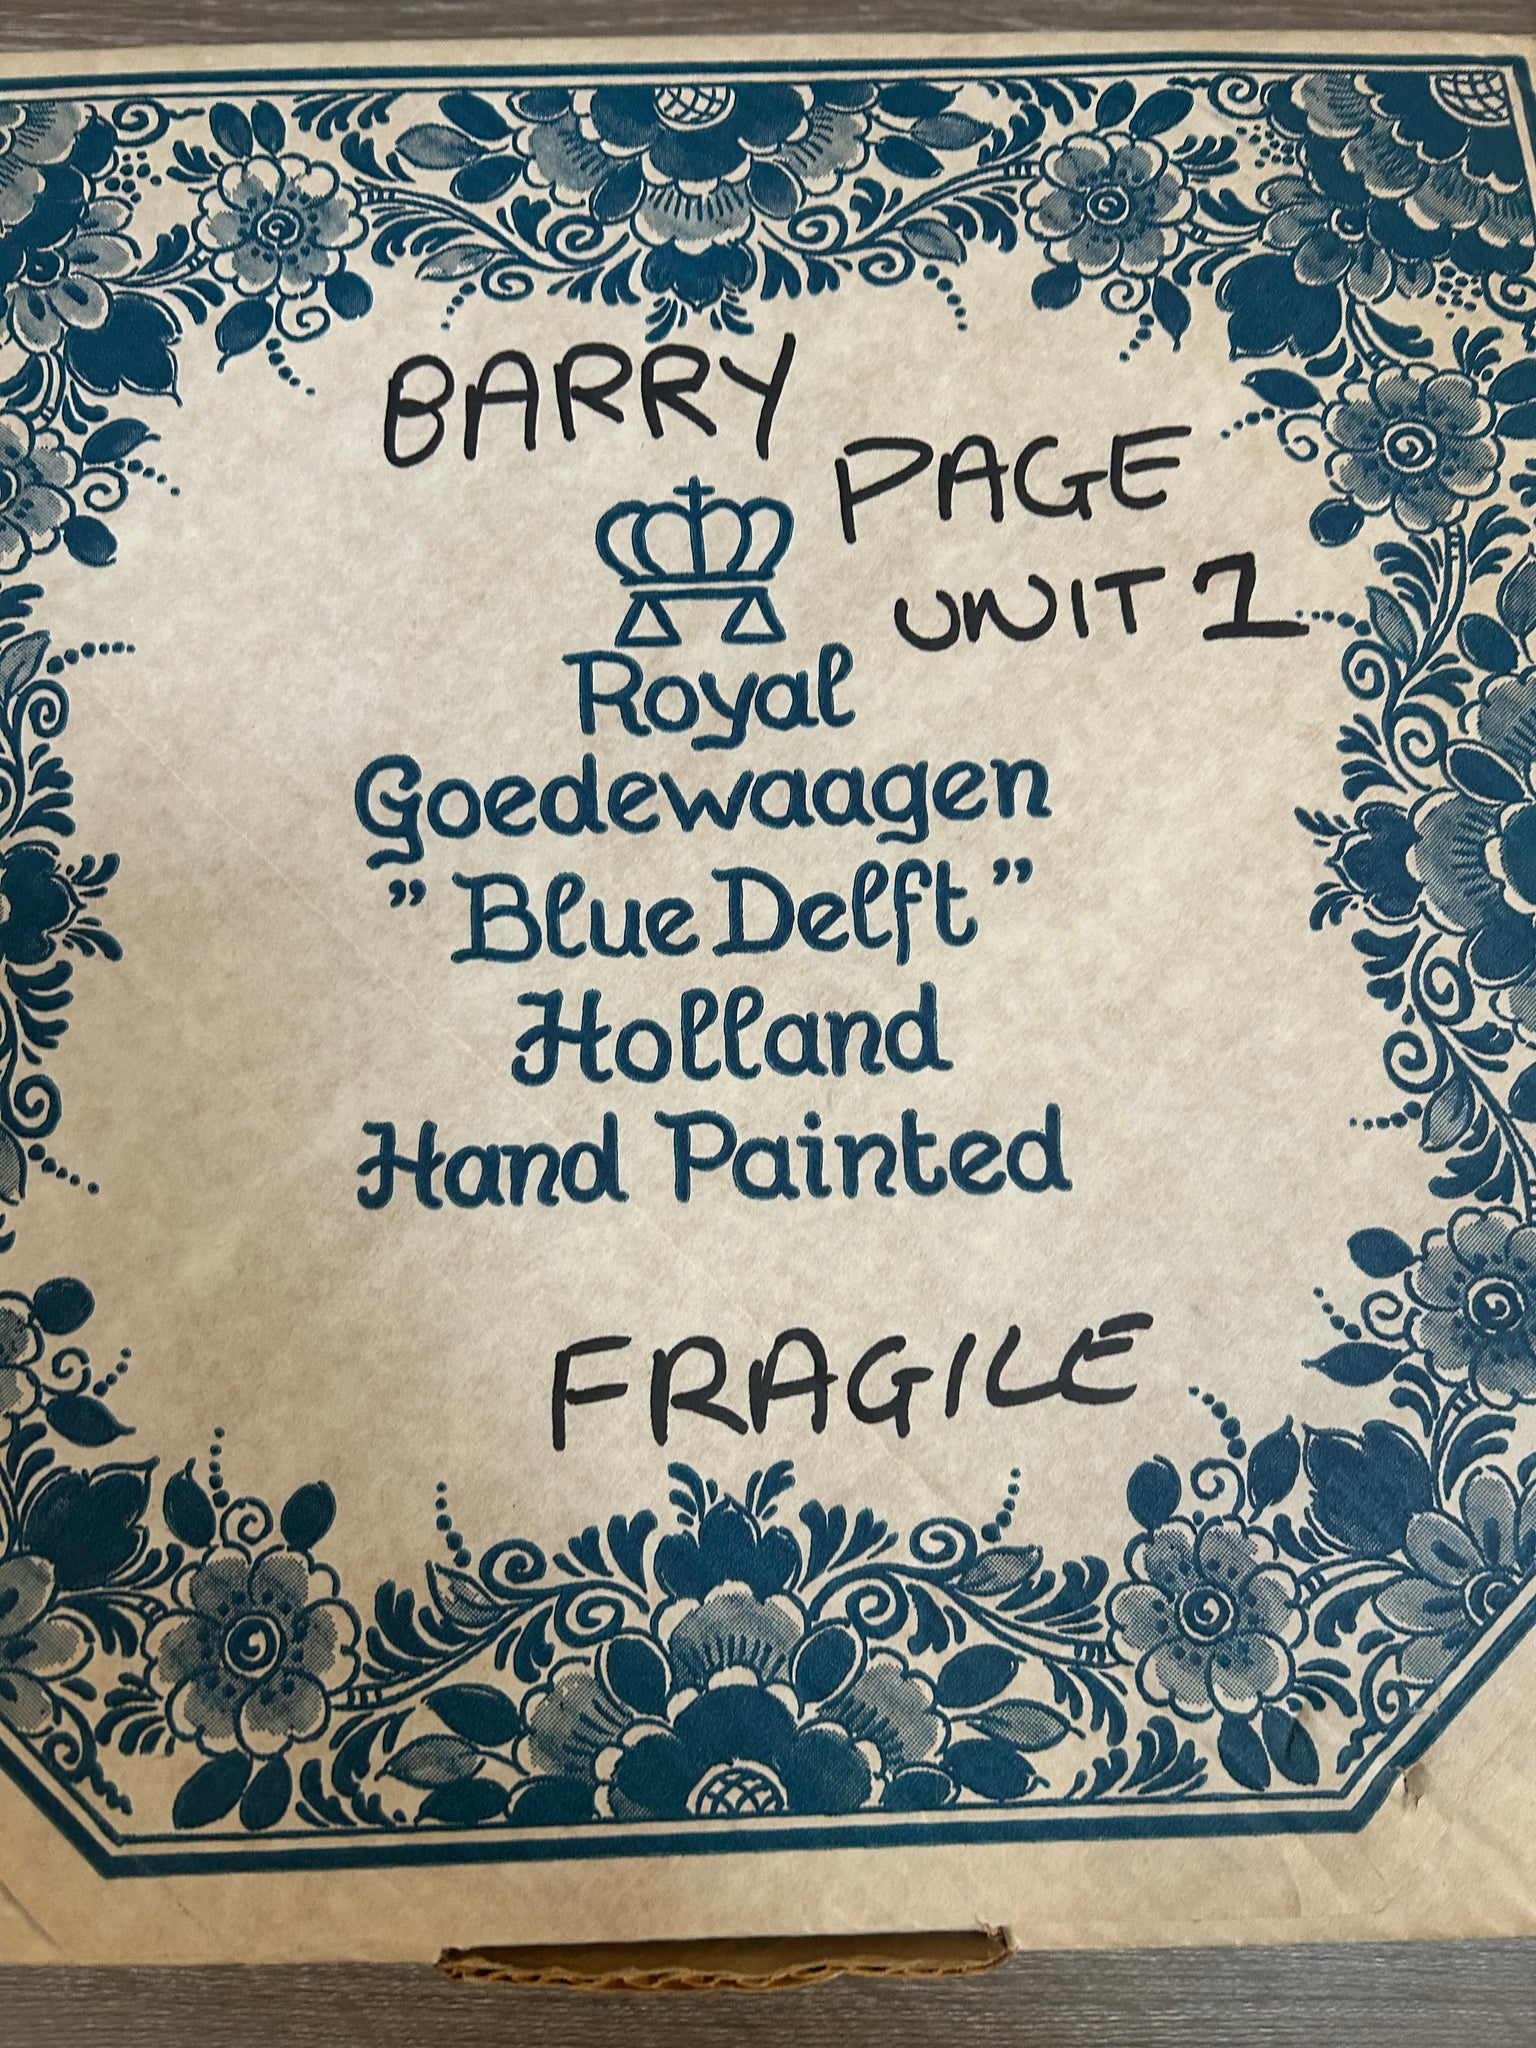 BARRY
PAGE
UNIT 1
Royal
Goedewaagen
”Blue Delft”
Holland
Hand Painted
FRAGILE